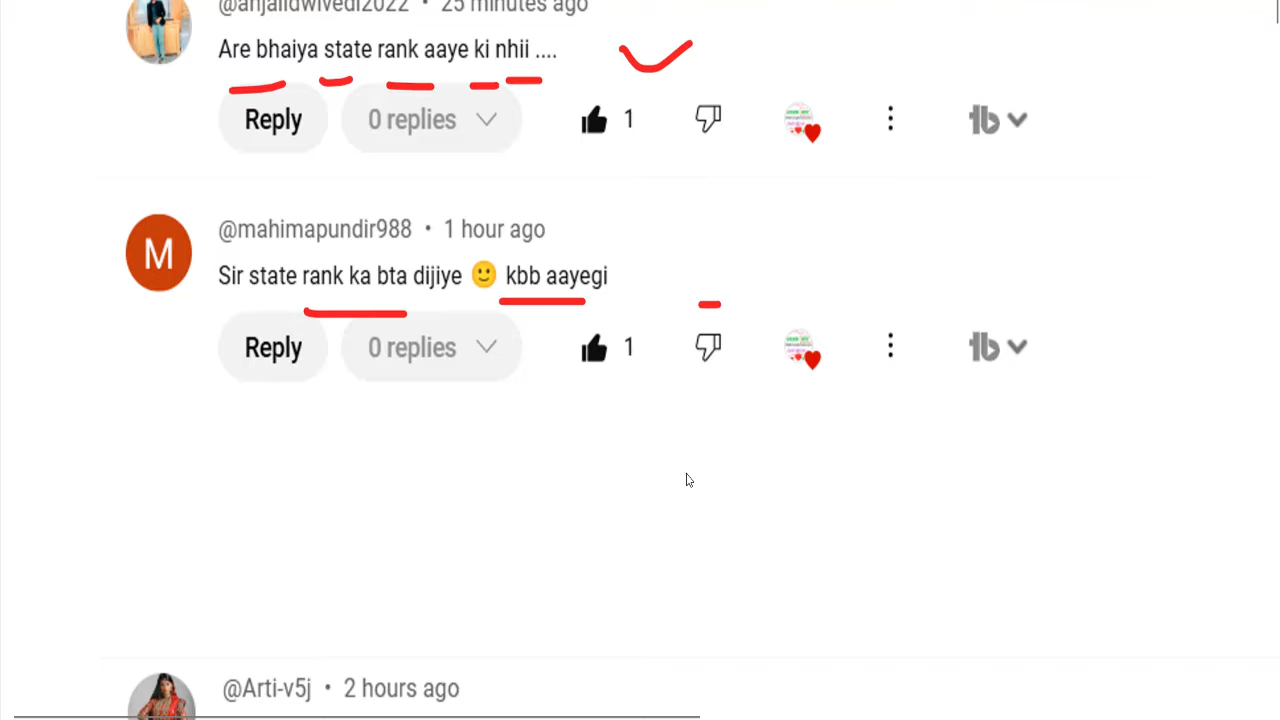 @anjalidwivedi2022 • 25 minutes ago
Are bhaiya state rank aaye ki nhii ....
Reply 0 replies 1
M
@mahimapundir988 • 1 hour ago
Sir state rank ka bta dijiye 🙂 kbb aayegi
Reply 0 replies 1
@Arti-v5j • 2 hours ago